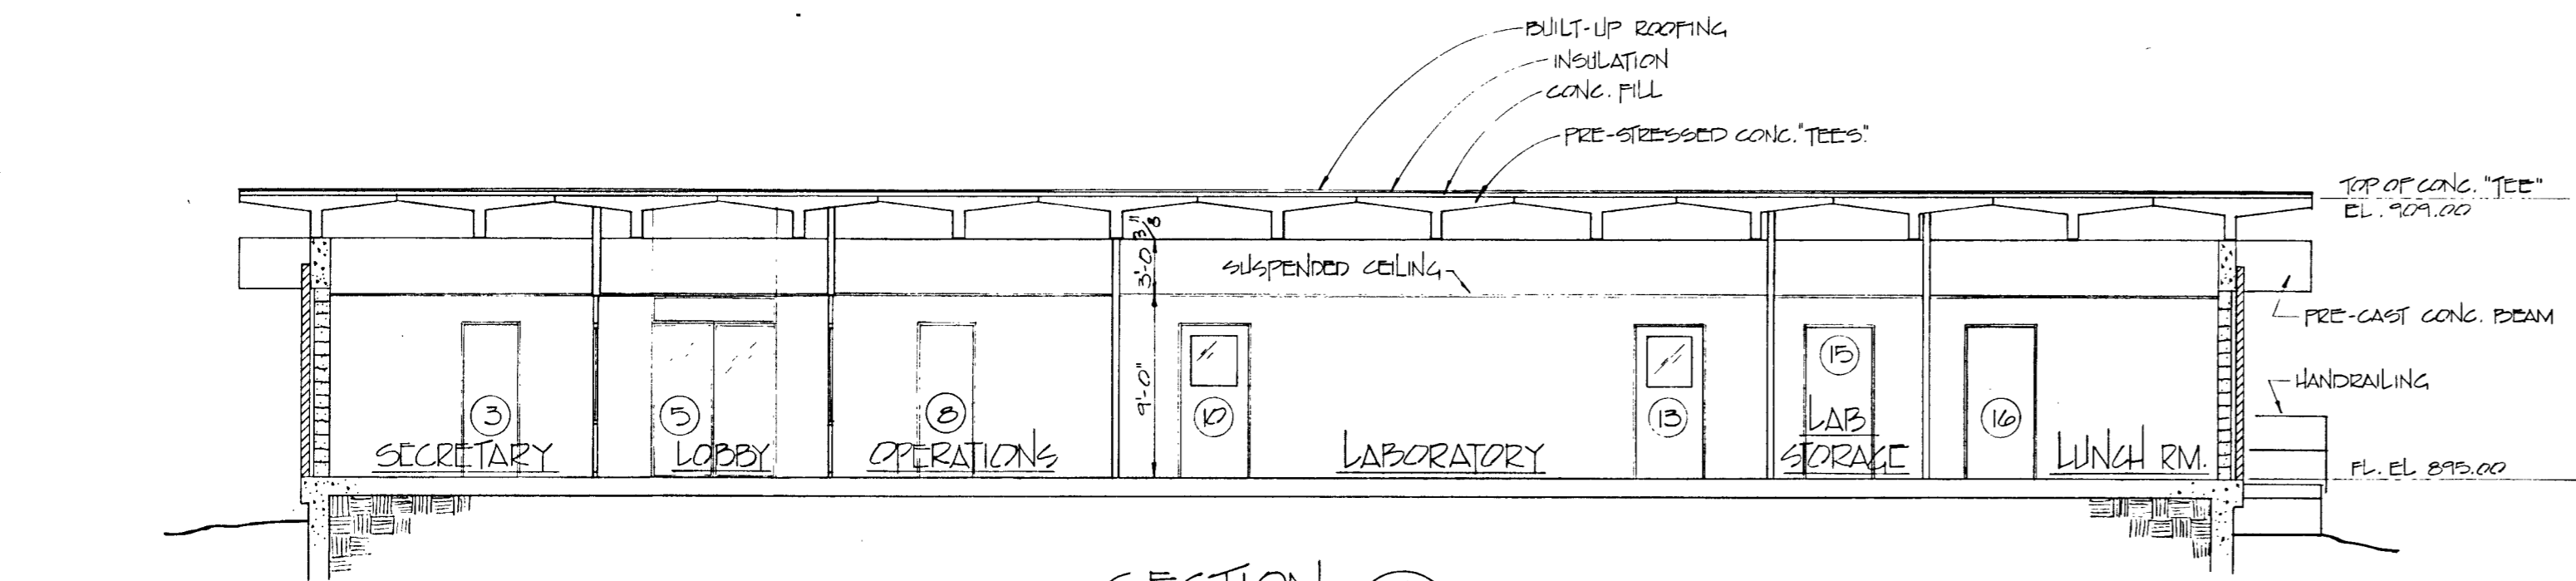 BUILT-UP ROOFING
INSULATION
CONC. FILL
PRE-STRESSED CONC. "TEES".
TOP OF CONC. "TEE"
EL. 909.00
3'-0 3/8"
SUSPENDED CEILING
PRE-CAST CONC. BEAM
9'-0"
HANDRAILING
3
5
8
10
13
15
16
SECRETARY
LOBBY
OPERATIONS
LABORATORY
LAB
STORAGE
LUNCH RM.
FL. EL 895.00
SECTION